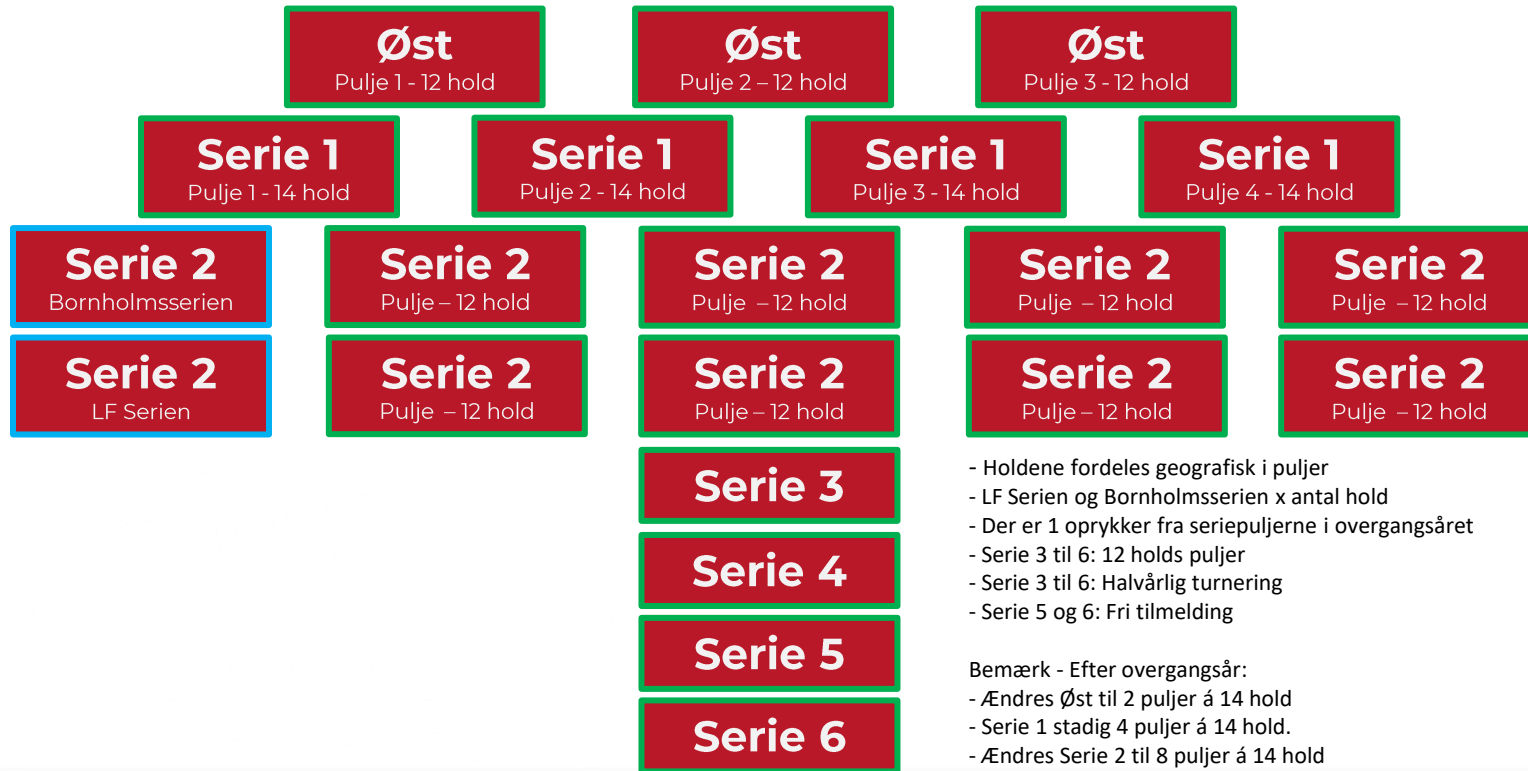 Øst
Pulje 1 - 12 hold
Øst
Pulje 2 – 12 hold
Øst
Pulje 3 - 12 hold
Serie 1
Pulje 1 - 14 hold
Serie 1
Pulje 2 - 14 hold
Serie 1
Pulje 3 - 14 hold
Serie 1
Pulje 4 - 14 hold
Serie 2
Bornholmsserien
Serie 2
Pulje – 12 hold
Serie 2
Pulje – 12 hold
Serie 2
Pulje – 12 hold
Serie 2
Pulje – 12 hold
Serie 2
LF Serien
Serie 2
Pulje – 12 hold
Serie 2
Pulje – 12 hold
Serie 2
Pulje – 12 hold
Serie 2
Pulje – 12 hold
Serie 3
Serie 4
Serie 5
Serie 6
- Holdene fordeles geografisk i puljer
- LF Serien og Bornholmsserien x antal hold
- Der er 1 oprykker fra seriepuljerne i overgangsåret
- Serie 3 til 6: 12 holds puljer
- Serie 3 til 6: Halvårlig turnering
- Serie 5 og 6: Fri tilmelding
Bemærk - Efter overgangsår:
- Ændres Øst til 2 puljer á 14 hold
- Serie 1 stadig 4 puljer á 14 hold.
- Ændres Serie 2 til 8 puljer á 14 hold